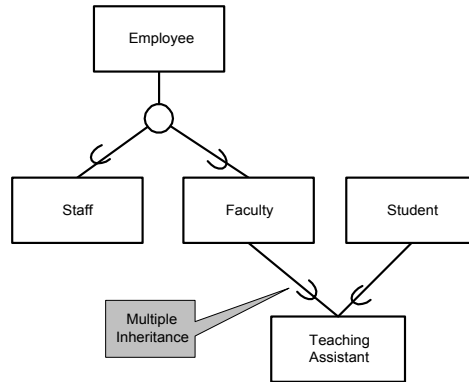 Employee
Staff
Faculty
Student
Multiple
Inheritance
Teaching
Assistant